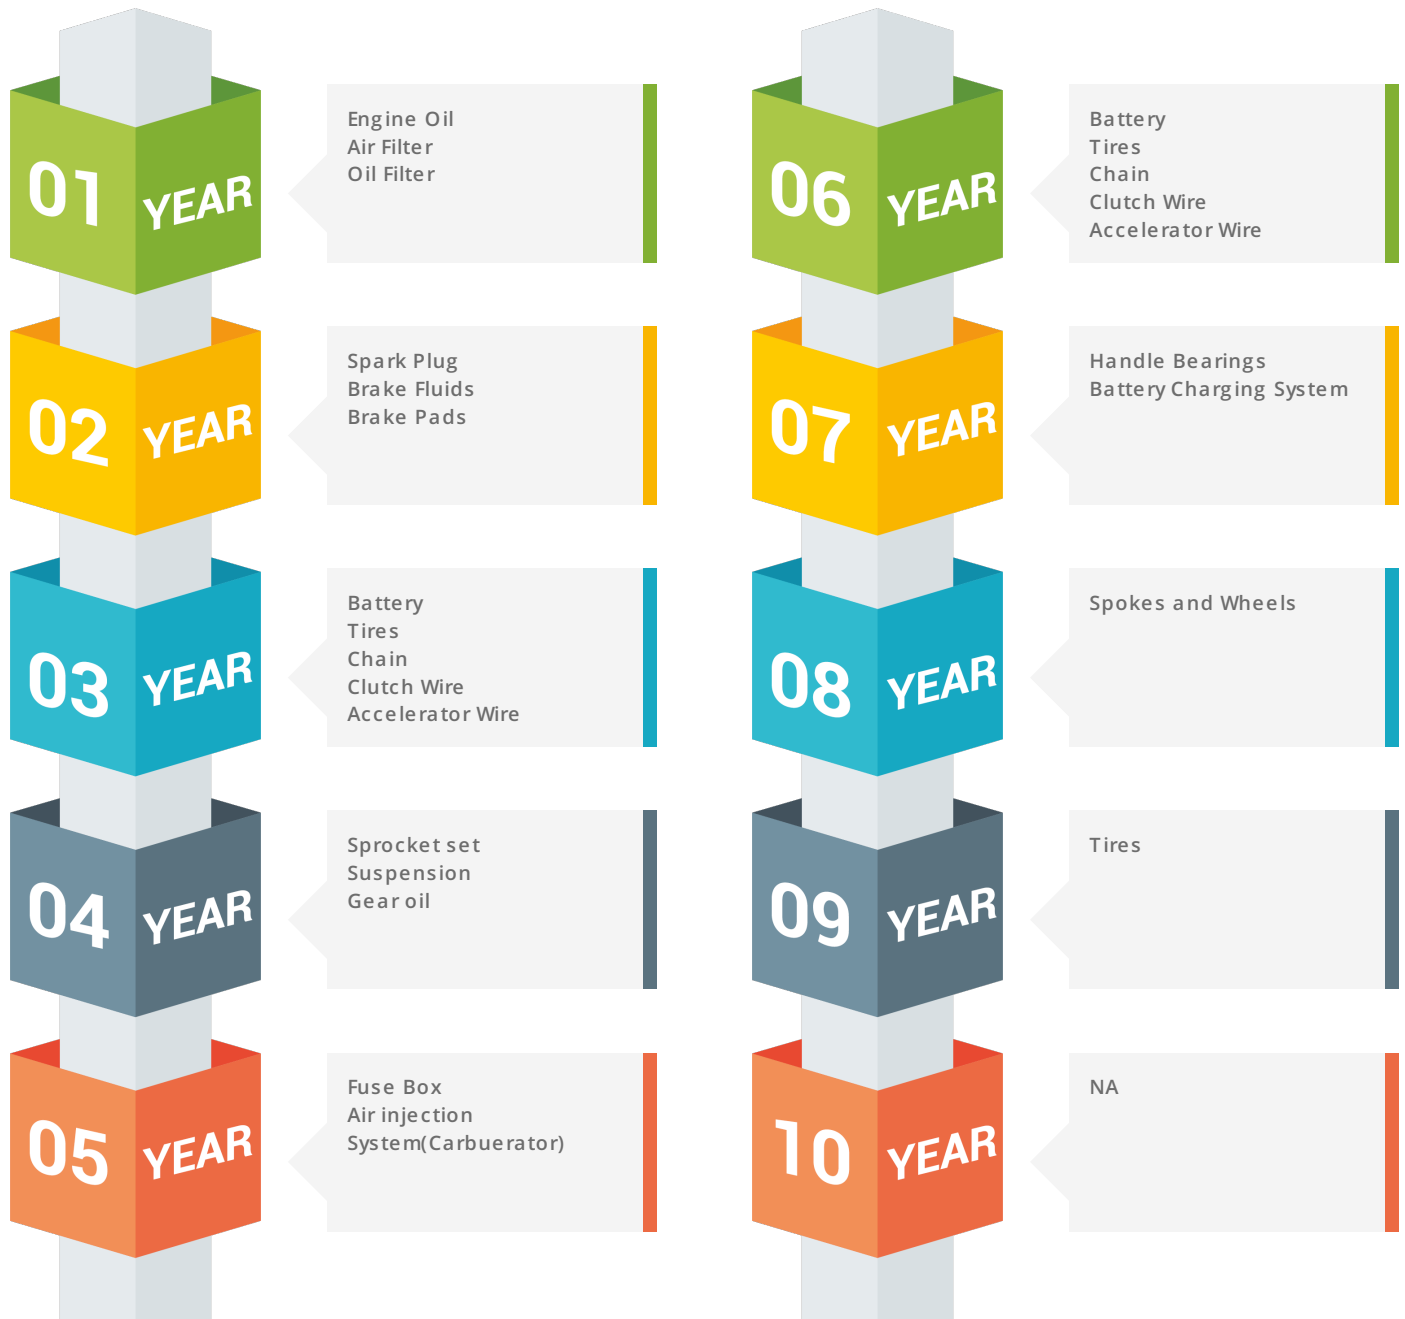 01 YEAR
Engine Oil
Air Filter
Oil Filter
02 YEAR
Spark Plug
Brake Fluids
Brake Pads
03 YEAR
Battery
Tires
Chain
Clutch Wire
Accelerator Wire
04 YEAR
Sprocket set
Suspension
Gear oil
05 YEAR
Fuse Box
Air injection
System(Carbuerator)
06 YEAR
Battery
Tires
Chain
Clutch Wire
Accelerator Wire
07 YEAR
Handle Bearings
Battery Charging System
08 YEAR
Spokes and Wheels
09 YEAR
Tires
10 YEAR
NA